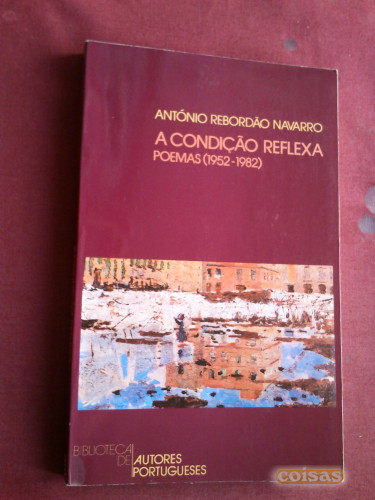 ANTÓNIO REBORDÃO NAVARRO
A CONDIÇÃO REFLEXA
POEMAS (1952-1982)
BIBLIOTECA
DE
AUTORES
PORTUGUESES
coisas